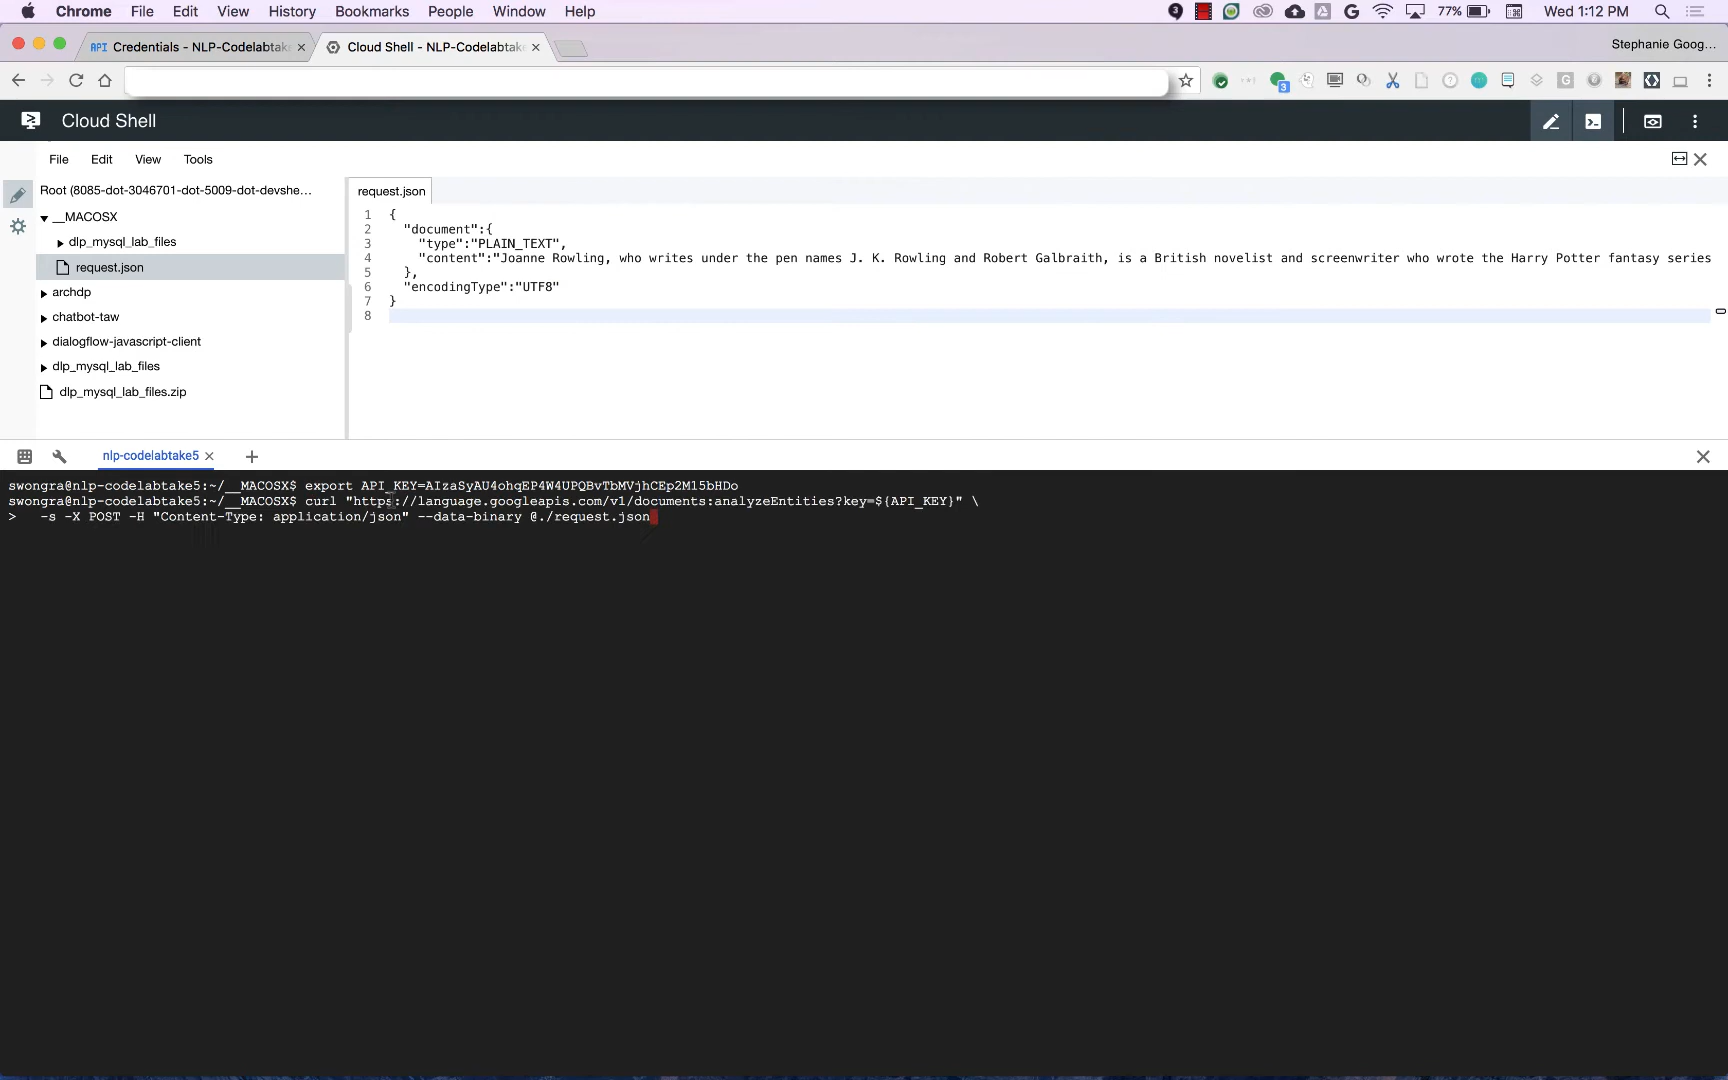 Chrome File Edit View History Bookmarks People Window Help 77% Wed 1:12 PM
API Credentials - NLP-Codelabtak Cloud Shell - NLP-Codelabtake Stephanie Goog...
Cloud Shell
File Edit View Tools
Root (8085-dot-3046701-dot-5009-dot-devshe...
request.json
__MACOSX
dlp_mysql_lab_files
request.json
archdp
chatbot-taw
dialogflow-javascript-client
dlp_mysql_lab_files
dlp_mysql_lab_files.zip
1 {
2 "document":{
3 "type":"PLAIN_TEXT",
4 "content":"Joanne Rowling, who writes under the pen names J. K. Rowling and Robert Galbraith, is a British novelist and screenwriter who wrote the Harry Potter fantasy series
5 },
6 "encodingType":"UTF8"
7 }
8
nlp-codelabtake5
swongra@nlp-codelabtake5:~/__MACOSX$ export API_KEY=AIzaSyAU4ohqEP4W4UPQBvTbMVjhCEp2M15bHDo
swongra@nlp-codelabtake5:~/__MACOSX$ curl "https://language.googleapis.com/v1/documents:analyzeEntities?key=${API_KEY}" \
> -s -X POST -H "Content-Type: application/json" --data-binary @./request.json